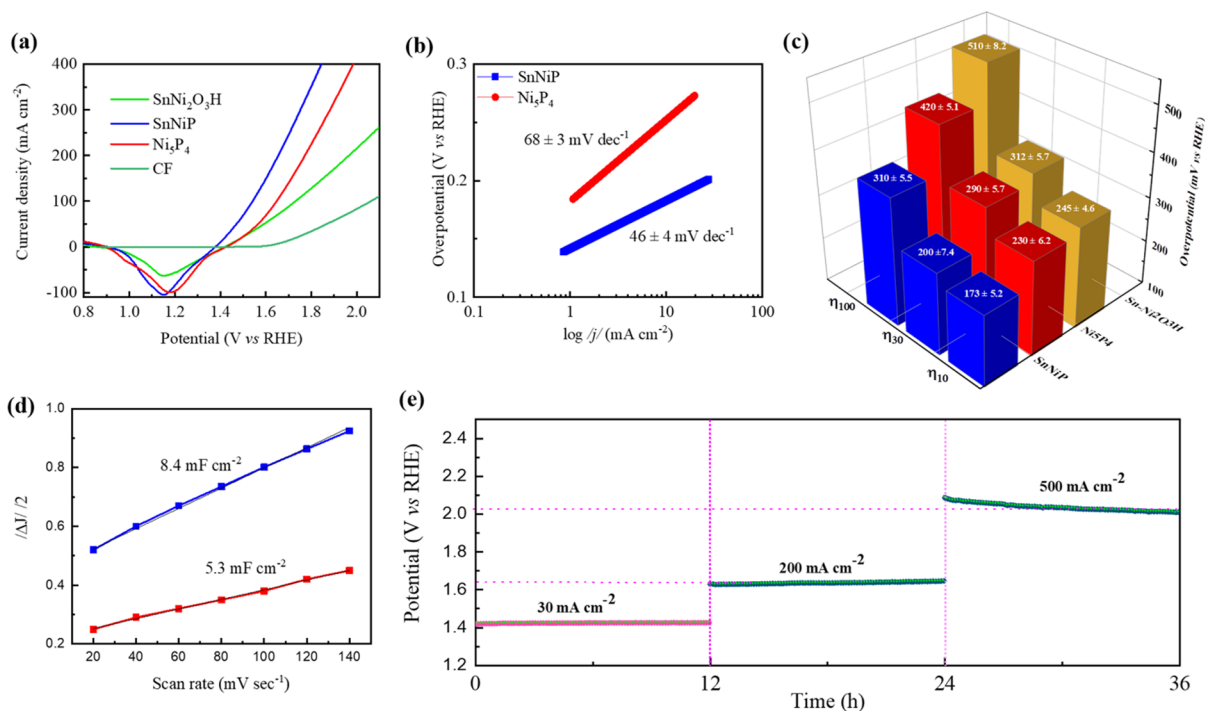 (a)
Current density (mA cm⁻²)
400
300
200
100
0
-100
SnNi₂O₃H
SnNiP
Ni₅P₄
CF
0.8 1.0 1.2 1.4 1.6 1.8 2.0
Potential (V vs RHE)
(b)
Overpotential (V vs RHE)
0.3
0.2
0.1
SnNiP
Ni₅P₄
68 ± 3 mV dec⁻¹
46 ± 4 mV dec⁻¹
0.1 1 10 100
log /j/ (mA cm⁻²)
(c)
510 ± 8.2
420 ± 5.1
312 ± 5.7
310 ± 5.5
290 ± 5.7
245 ± 4.6
200 ±7.4
230 ± 6.2
173 ± 5.2
500
400
300
200
100
Overpotential (mV vs RHE)
η₁₀₀
η₃₀
η₁₀
SnNiP
Ni5P4
Sn-Ni2O3H
(d)
/ΔJ/ /2
1.0
0.8
0.6
0.4
0.2
8.4 mF cm⁻²
5.3 mF cm⁻²
20 40 60 80 100 120 140
Scan rate (mV sec⁻¹)
(e)
Potential (V vs RHE)
2.4
2.2
2.0
1.8
1.6
1.4
1.2
30 mA cm⁻²
200 mA cm⁻²
500 mA cm⁻²
0 12 24 36
Time (h)